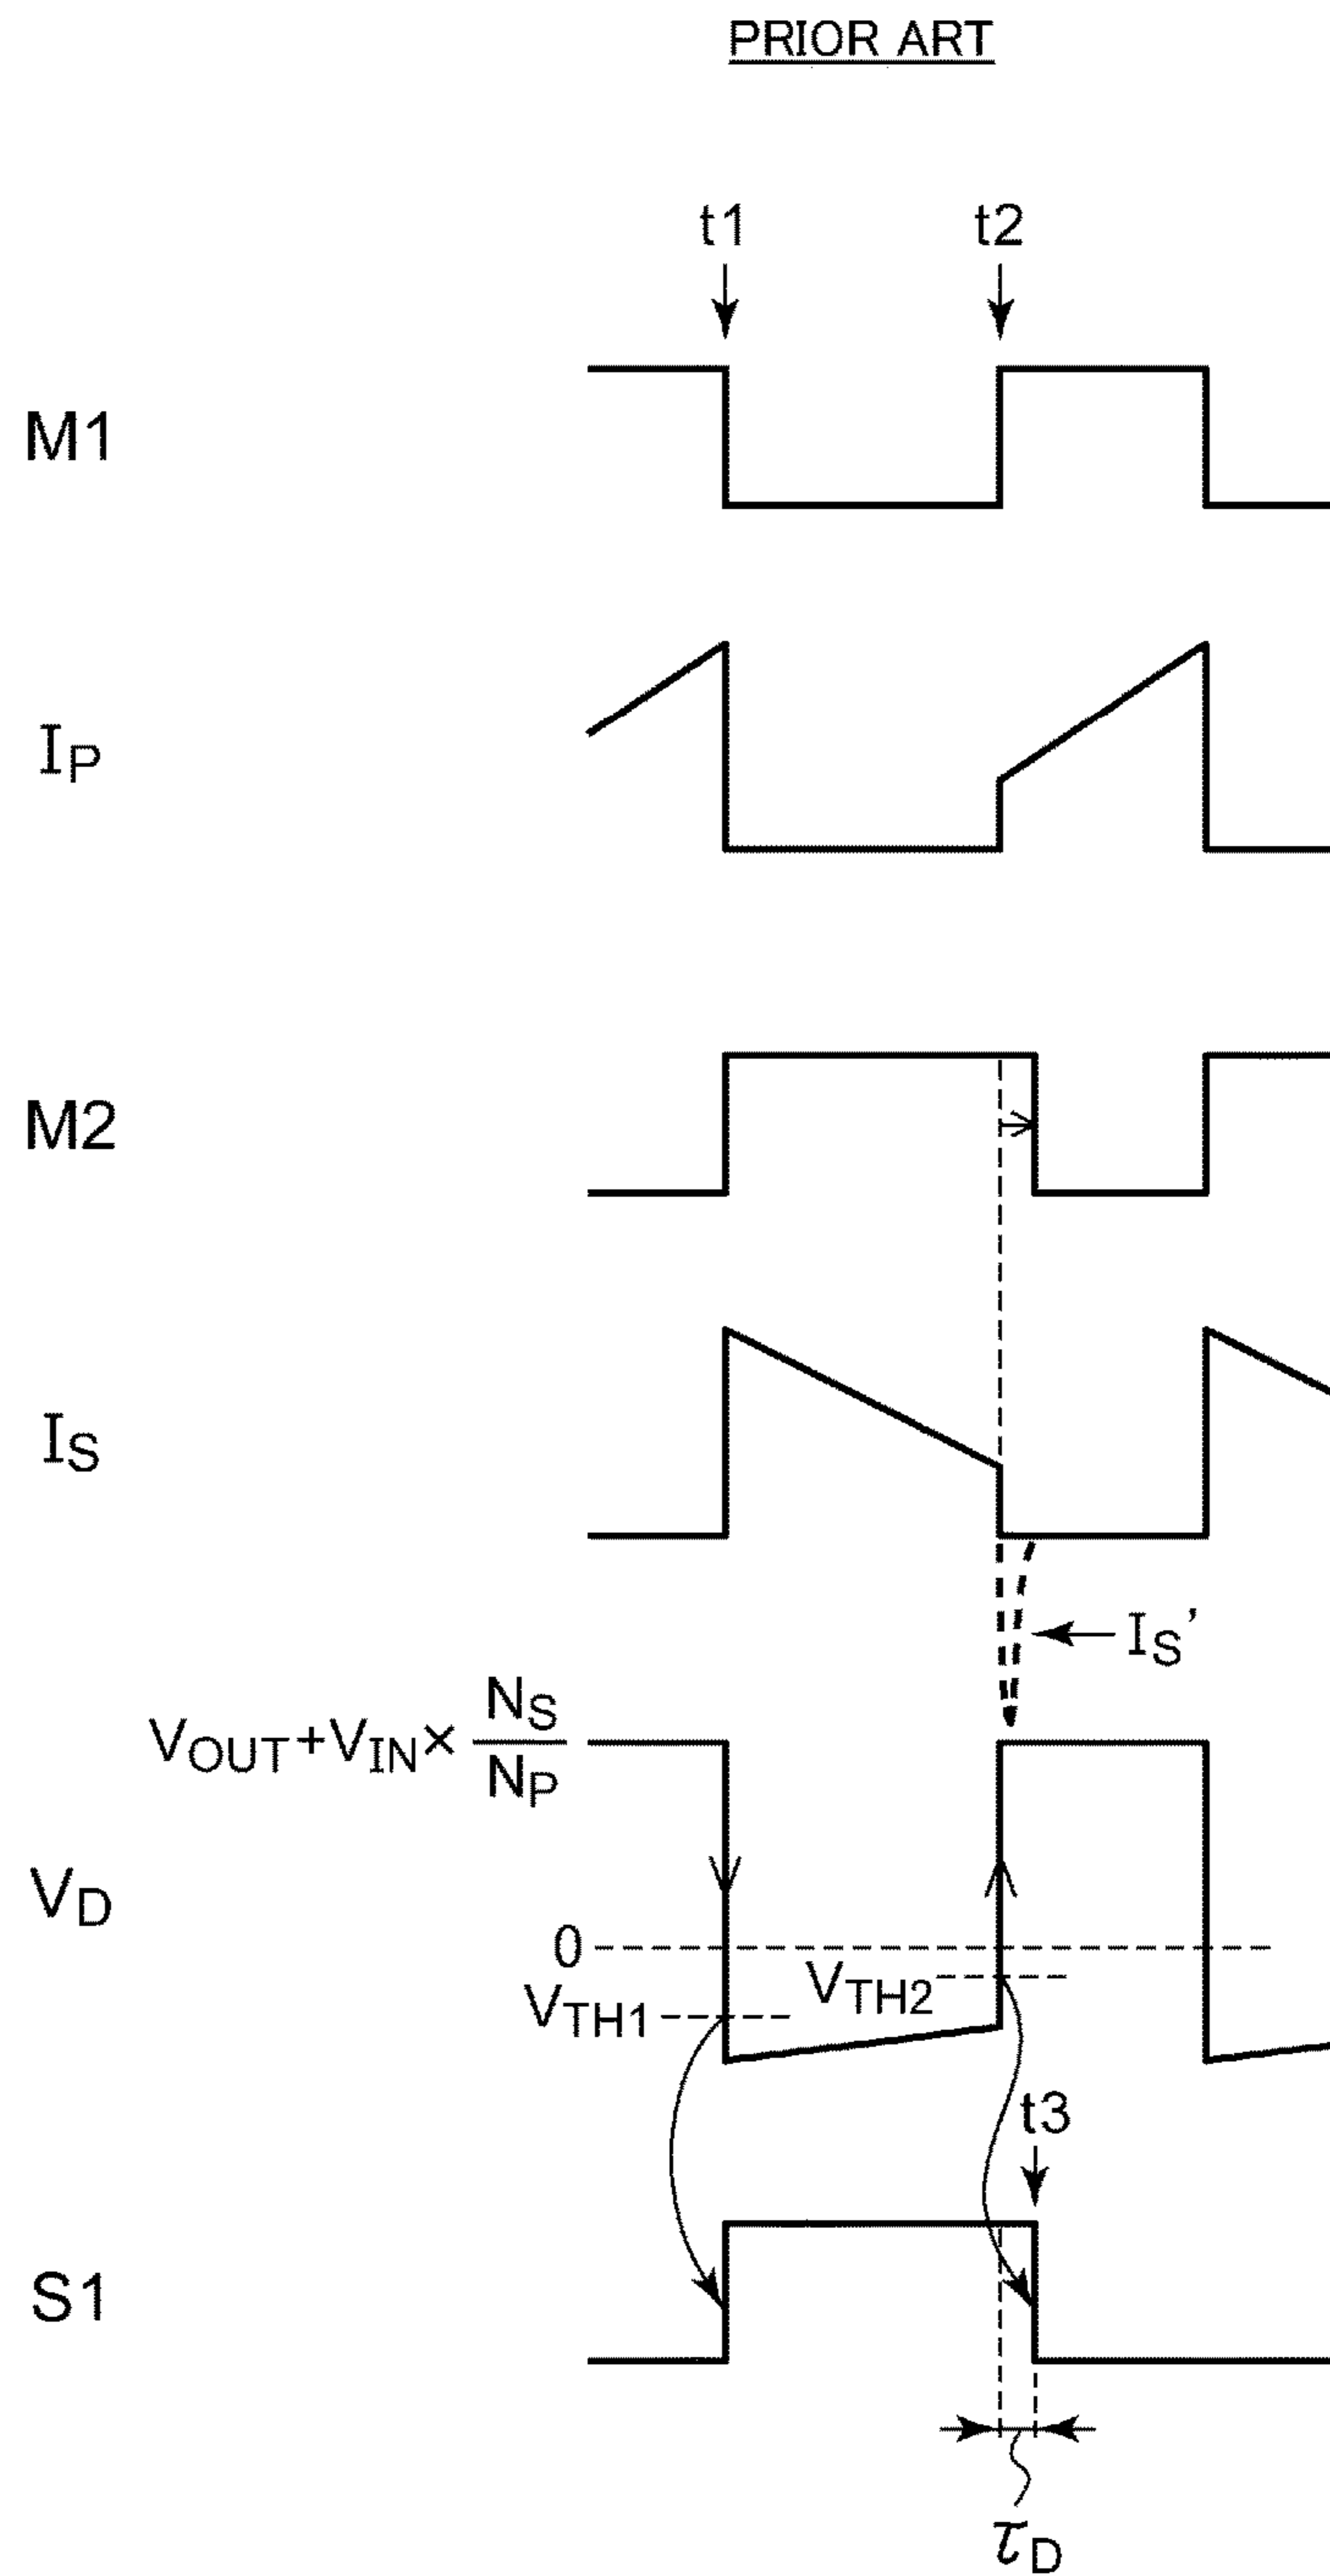 PRIOR ART
t1 t2
M1
IP
M2
IS
IS'
VOUT+VIN× NS/NP
VD
0
VTH1 VTH2
t3
S1
τD